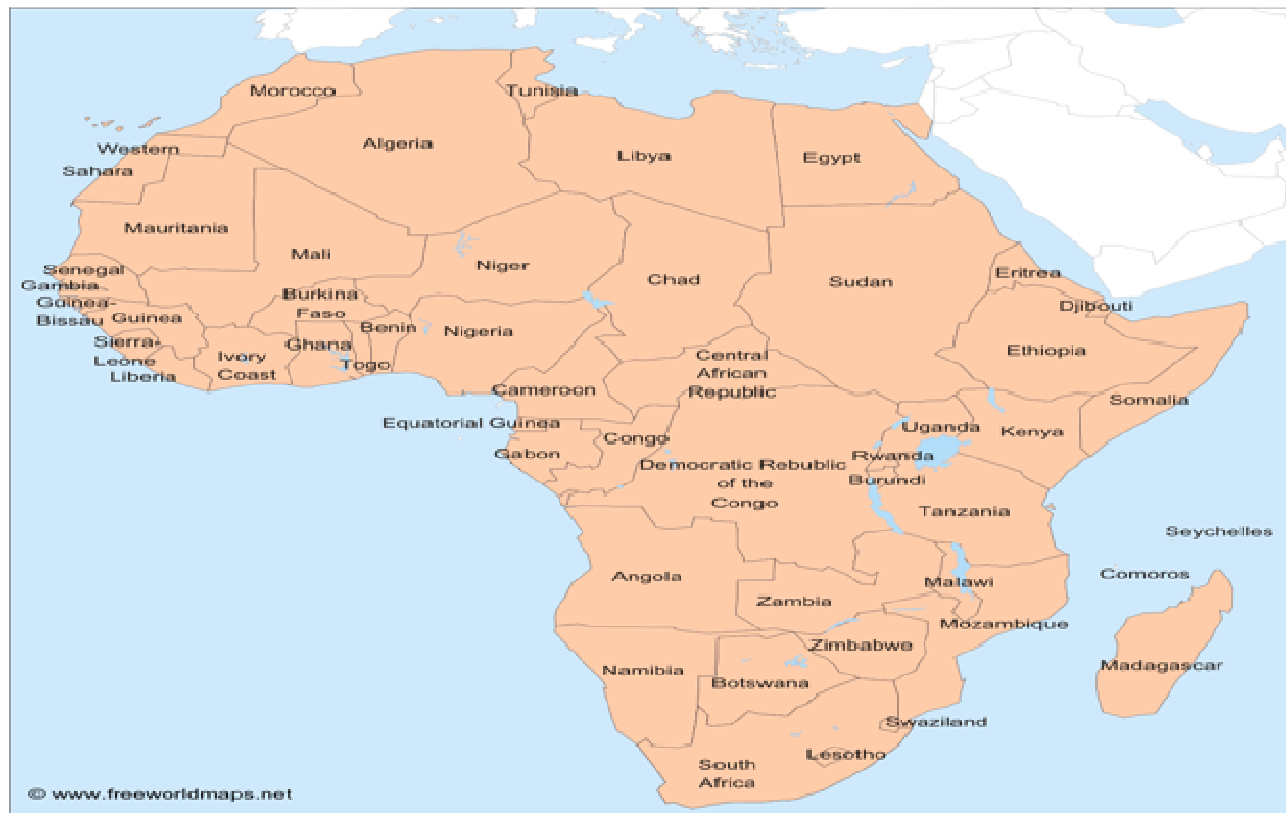 Morocco
Tunisia
Algeria
Libya
Egypt
Western
Sahara
Mauritania
Mali
Niger
Chad
Sudan
Eritrea
Senegal
Gambia
Guinea-
Bissau
Guinea
Burkina
Faso
Benin
Nigeria
Djibouti
Sierra-
Leone
Liberia
Ivory
Coast
Ghana
Togo
Central
African
Republic
Ethiopia
Cameroon
Somalia
Equatorial Guinea
Congo
Uganda
Kenya
Gabon
Democratic Rebublic
of the
Congo
Rwanda
Burundi
Tanzania
Seychelles
Comoros
Angola
Malawi
Zambia
Mozambique
Zimbabwe
Madagascar
Namibia
Botswana
Swaziland
Lesotho
South
Africa
© www.freeworldmaps.net